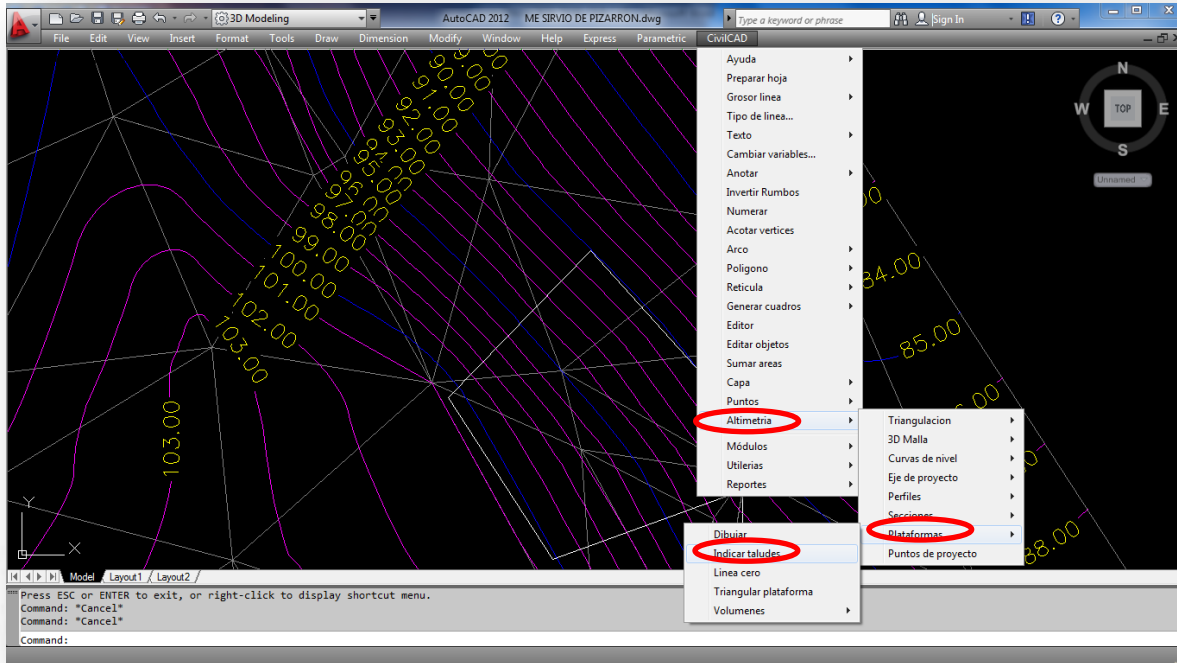 3D Modeling
AutoCAD 2012 ME SIRVIO DE PIZARRON.dwg
Type a keyword or phrase
Sign In
File Edit View Insert Format Tools Draw Dimension Modify Window Help Express Parametric CivilCAD
Ayuda
Preparar hoja
Grosor linea
Tipo de linea...
Texto
Cambiar variables...
Anotar
Invertir Rumbos
Numerar
Acotar vertices
Arco
Poligono
Reticula
Generar cuadros
Editor
Editar objetos
Sumar areas
Capa
Puntos
Altimetria
Módulos
Utilerias
Reportes
Triangulacion
3D Malla
Curvas de nivel
Eje de proyecto
Perfiles
Secciones
Plataformas
Puntos de proyecto
Dibujar
Indicar taludes
Linea cero
Triangular plataforma
Volumenes
N
W TOP E
S
Unnamed
91.00
92.00
93.00
95.00
96.00
97.00
98.00
99.00
100.00
101.00
102.00
103.00
103.00
84.00
85.00
88.00
Y
X
Model Layout1 Layout2
Press ESC or ENTER to exit, or right-click to display shortcut menu.
Command: *Cancel*
Command: *Cancel*
Command: